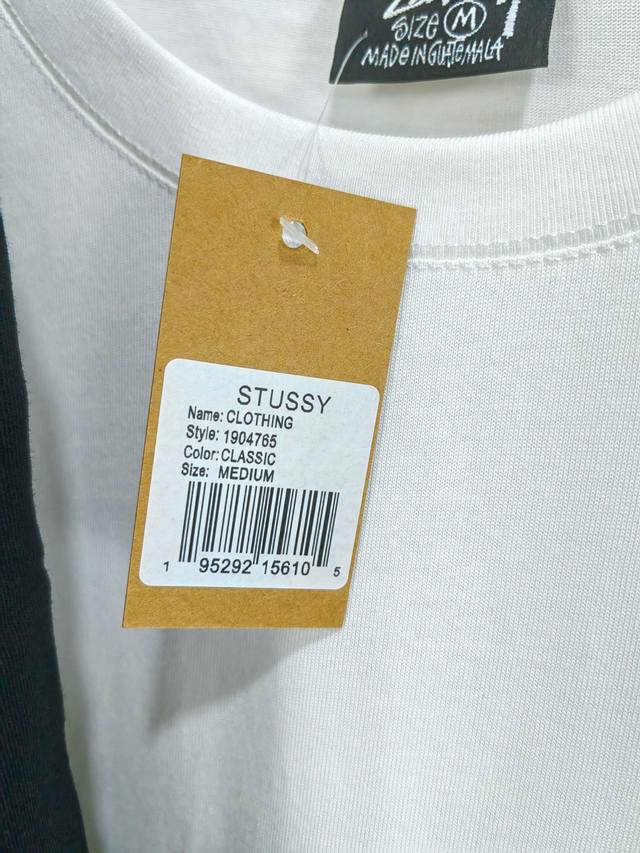 SIZE M
MADE IN GUATEMALA
STUSSY
Name: CLOTHING
Style: 1904765
Color: CLASSIC
Size: MEDIUM
1 95292 15610 5